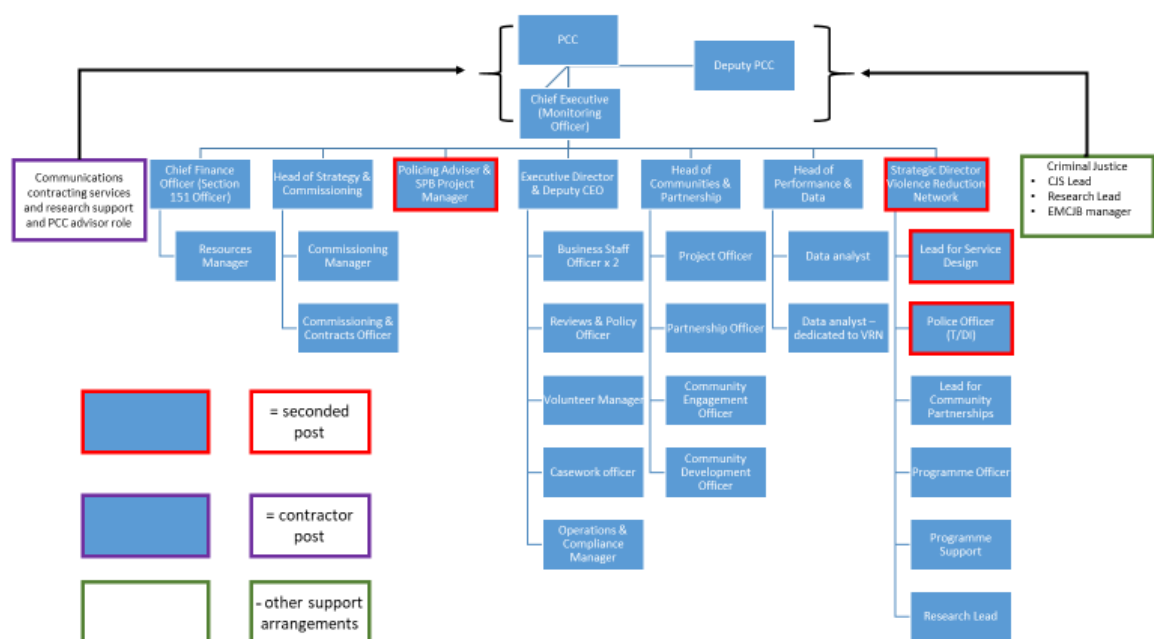 PCC
Deputy PCC
Chief Executive
(Monitoring
Officer)
Communications
contracting services
and research support
and PCC advisor role
Chief Finance
Officer (Section
151 Officer)
Head of Strategy &
Commissioning
Policing Adviser &
SPB Project
Manager
Executive Director
& Deputy CEO
Head of
Communities &
Partnership
Head of
Performance &
Data
Strategic Director
Violence Reduction
Network
Criminal Justice
• CJS Lead
• Research Lead
• EMCJB manager
Resources
Manager
Commissioning
Manager
Commissioning &
Contracts Officer
Business Staff
Officer x 2
Reviews & Policy
Officer
Volunteer Manager
Casework officer
Operations &
Compliance
Manager
Project Officer
Partnership Officer
Community
Engagement
Officer
Community
Development
Officer
Data analyst
Data analyst –
dedicated to VRN
Lead for Service
Design
Police Officer
(T/DI)
Lead for
Community
Partnerships
Programme Officer
Programme
Support
Research Lead
= seconded
post
= contractor
post
- other support
arrangements